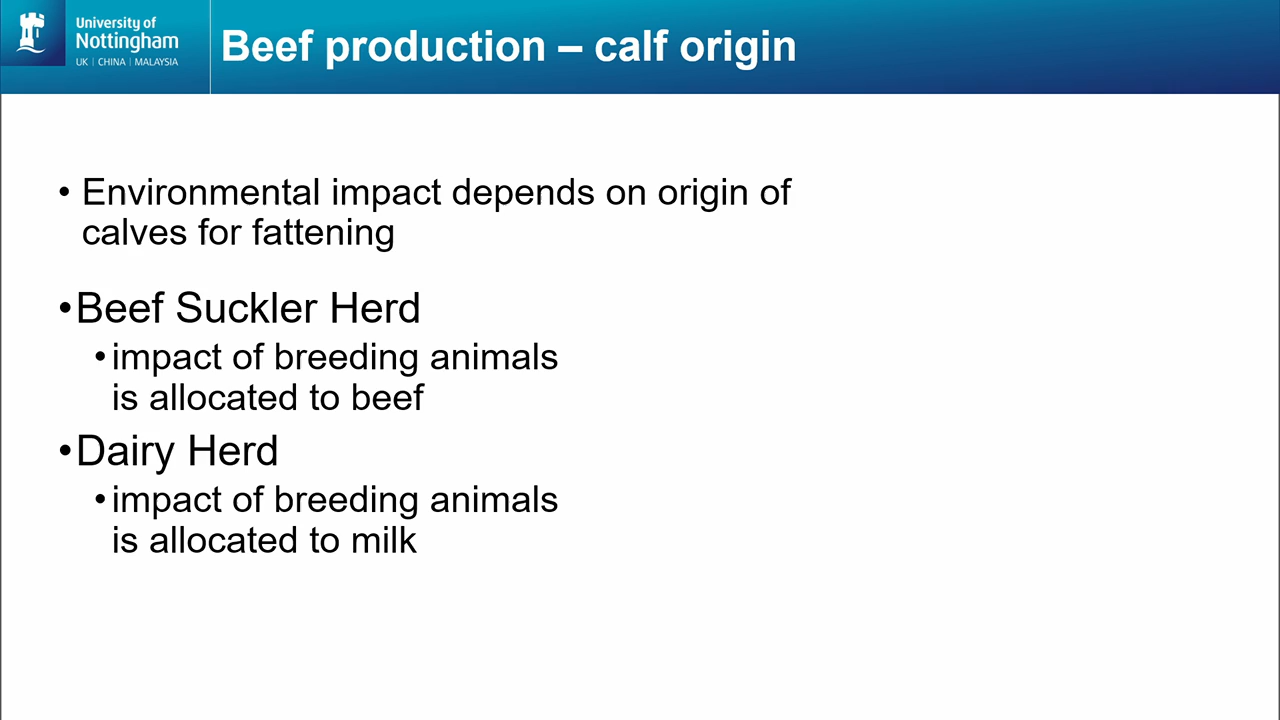 University of
Nottingham
UK | CHINA | MALAYSIA
Beef production – calf origin
• Environmental impact depends on origin of
calves for fattening
•Beef Suckler Herd
•impact of breeding animals
is allocated to beef
•Dairy Herd
•impact of breeding animals
is allocated to milk